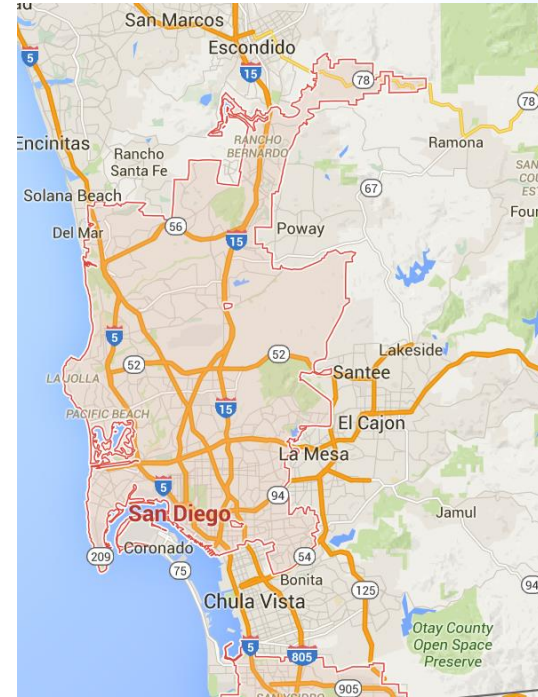 San Marcos
Escondido
5
15
78
78
Encinitas
RANCHO
BERNARDO
Ramona
Rancho
Santa Fe
67
Solana Beach
56
Poway
Del Mar
15
5
52
52
Lakeside
LA JOLLA
Santee
15
PACIFIC BEACH
El Cajon
La Mesa
5
94
San Diego
Jamul
209
Coronado
54
75
Bonita
94
125
Chula Vista
Otay County
Open Space
Preserve
5
805
905